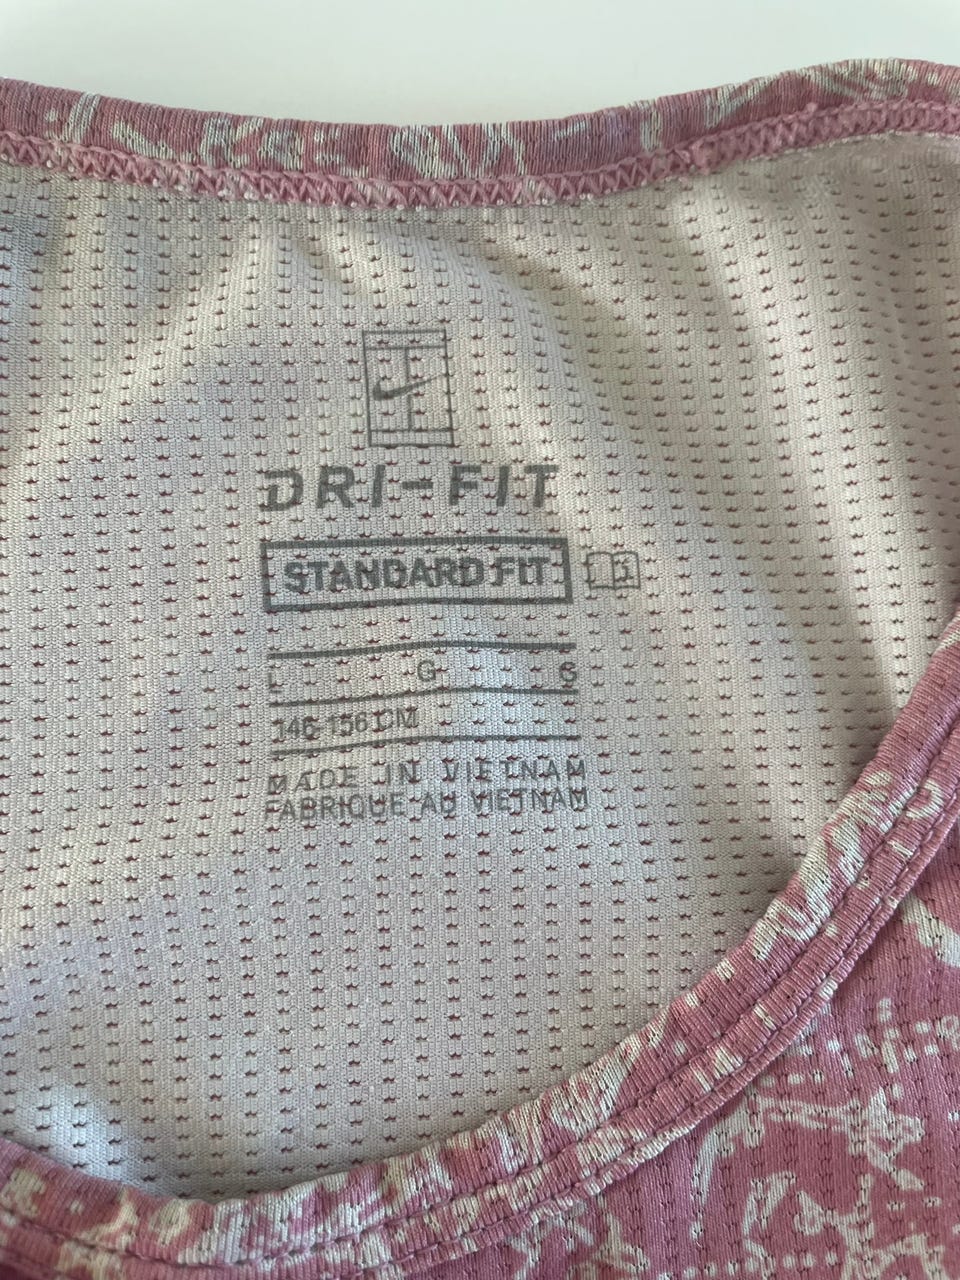 DRI-FIT
STANDARD FIT
L G G
146-156 CM
MADE IN VIETNAM
FABRIQUE AU VIETNAM